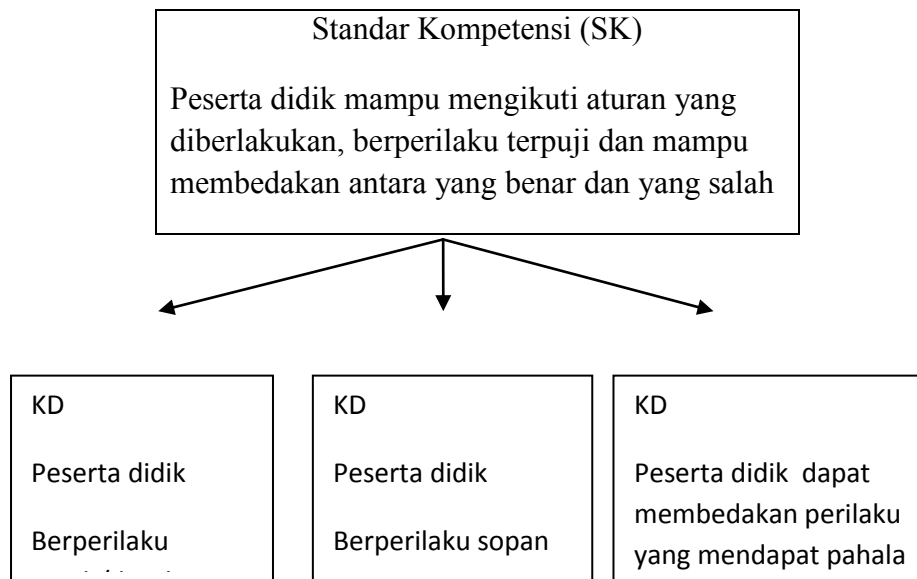 Standar Kompetensi (SK)
Peserta didik mampu mengikuti aturan yang
diberlakukan, berperilaku terpuji dan mampu
membedakan antara yang benar dan yang salah
KD
Peserta didik
Berperilaku
KD
Peserta didik
Berperilaku sopan
KD
Peserta didik dapat
membedakan perilaku
yang mendapat pahala